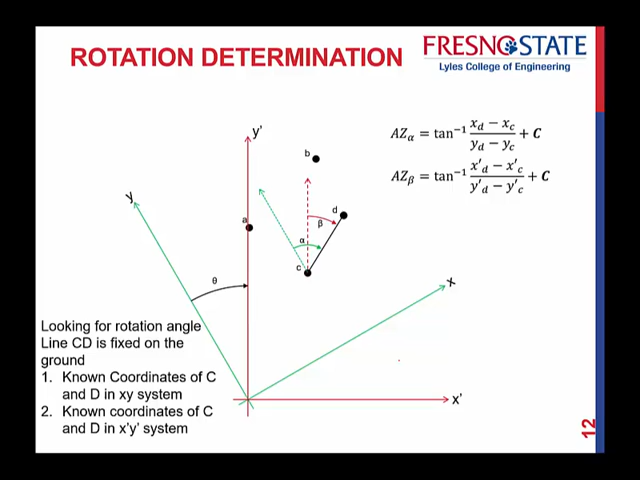 ROTATION DETERMINATION
FRESNO STATE
Lyles College of Engineering
AZα = tan⁻¹ (x_d − x_c)/(y_d − y_c) + C
AZβ = tan⁻¹ (x'_d − x'_c)/(y'_d − y'_c) + C
y'
b
y
d
a
β
α
c
θ
x
Looking for rotation angle
Line CD is fixed on the
ground
1. Known Coordinates of C
and D in xy system
2. Known coordinates of C
and D in x'y' system
x'
12